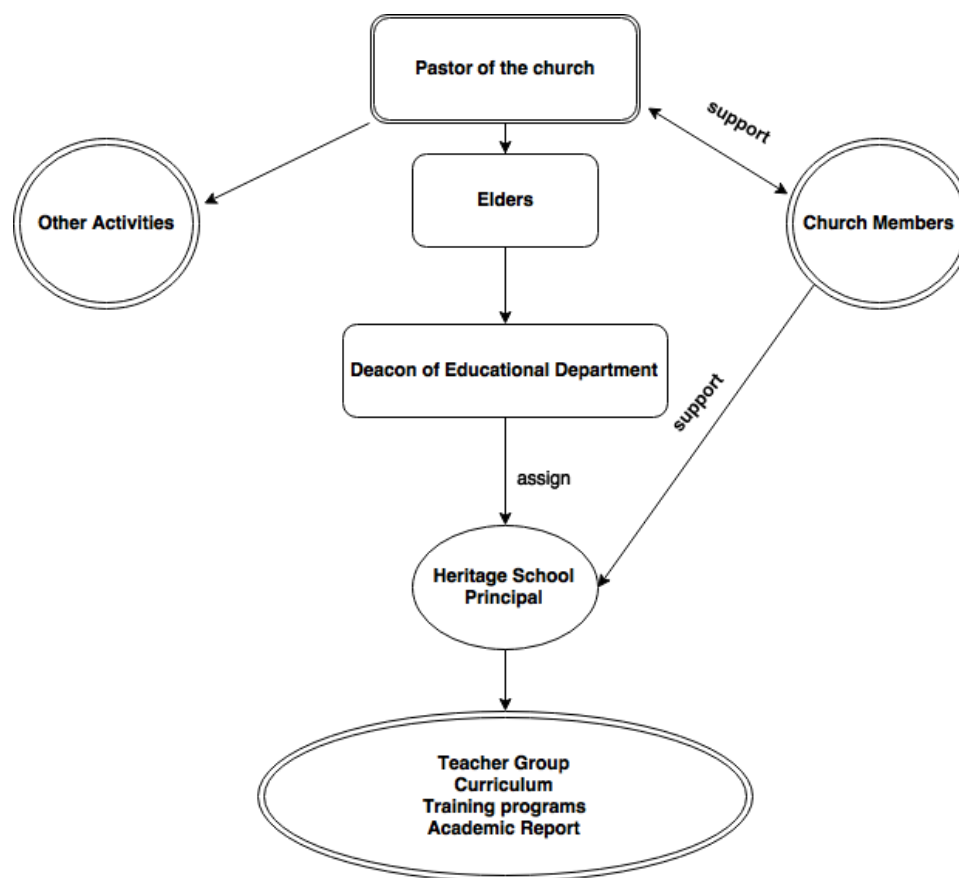 Pastor of the church
support
Elders
Other Activities
Church Members
Deacon of Educational Department
support
assign
Heritage School
Principal
Teacher Group
Curriculum
Training programs
Academic Report